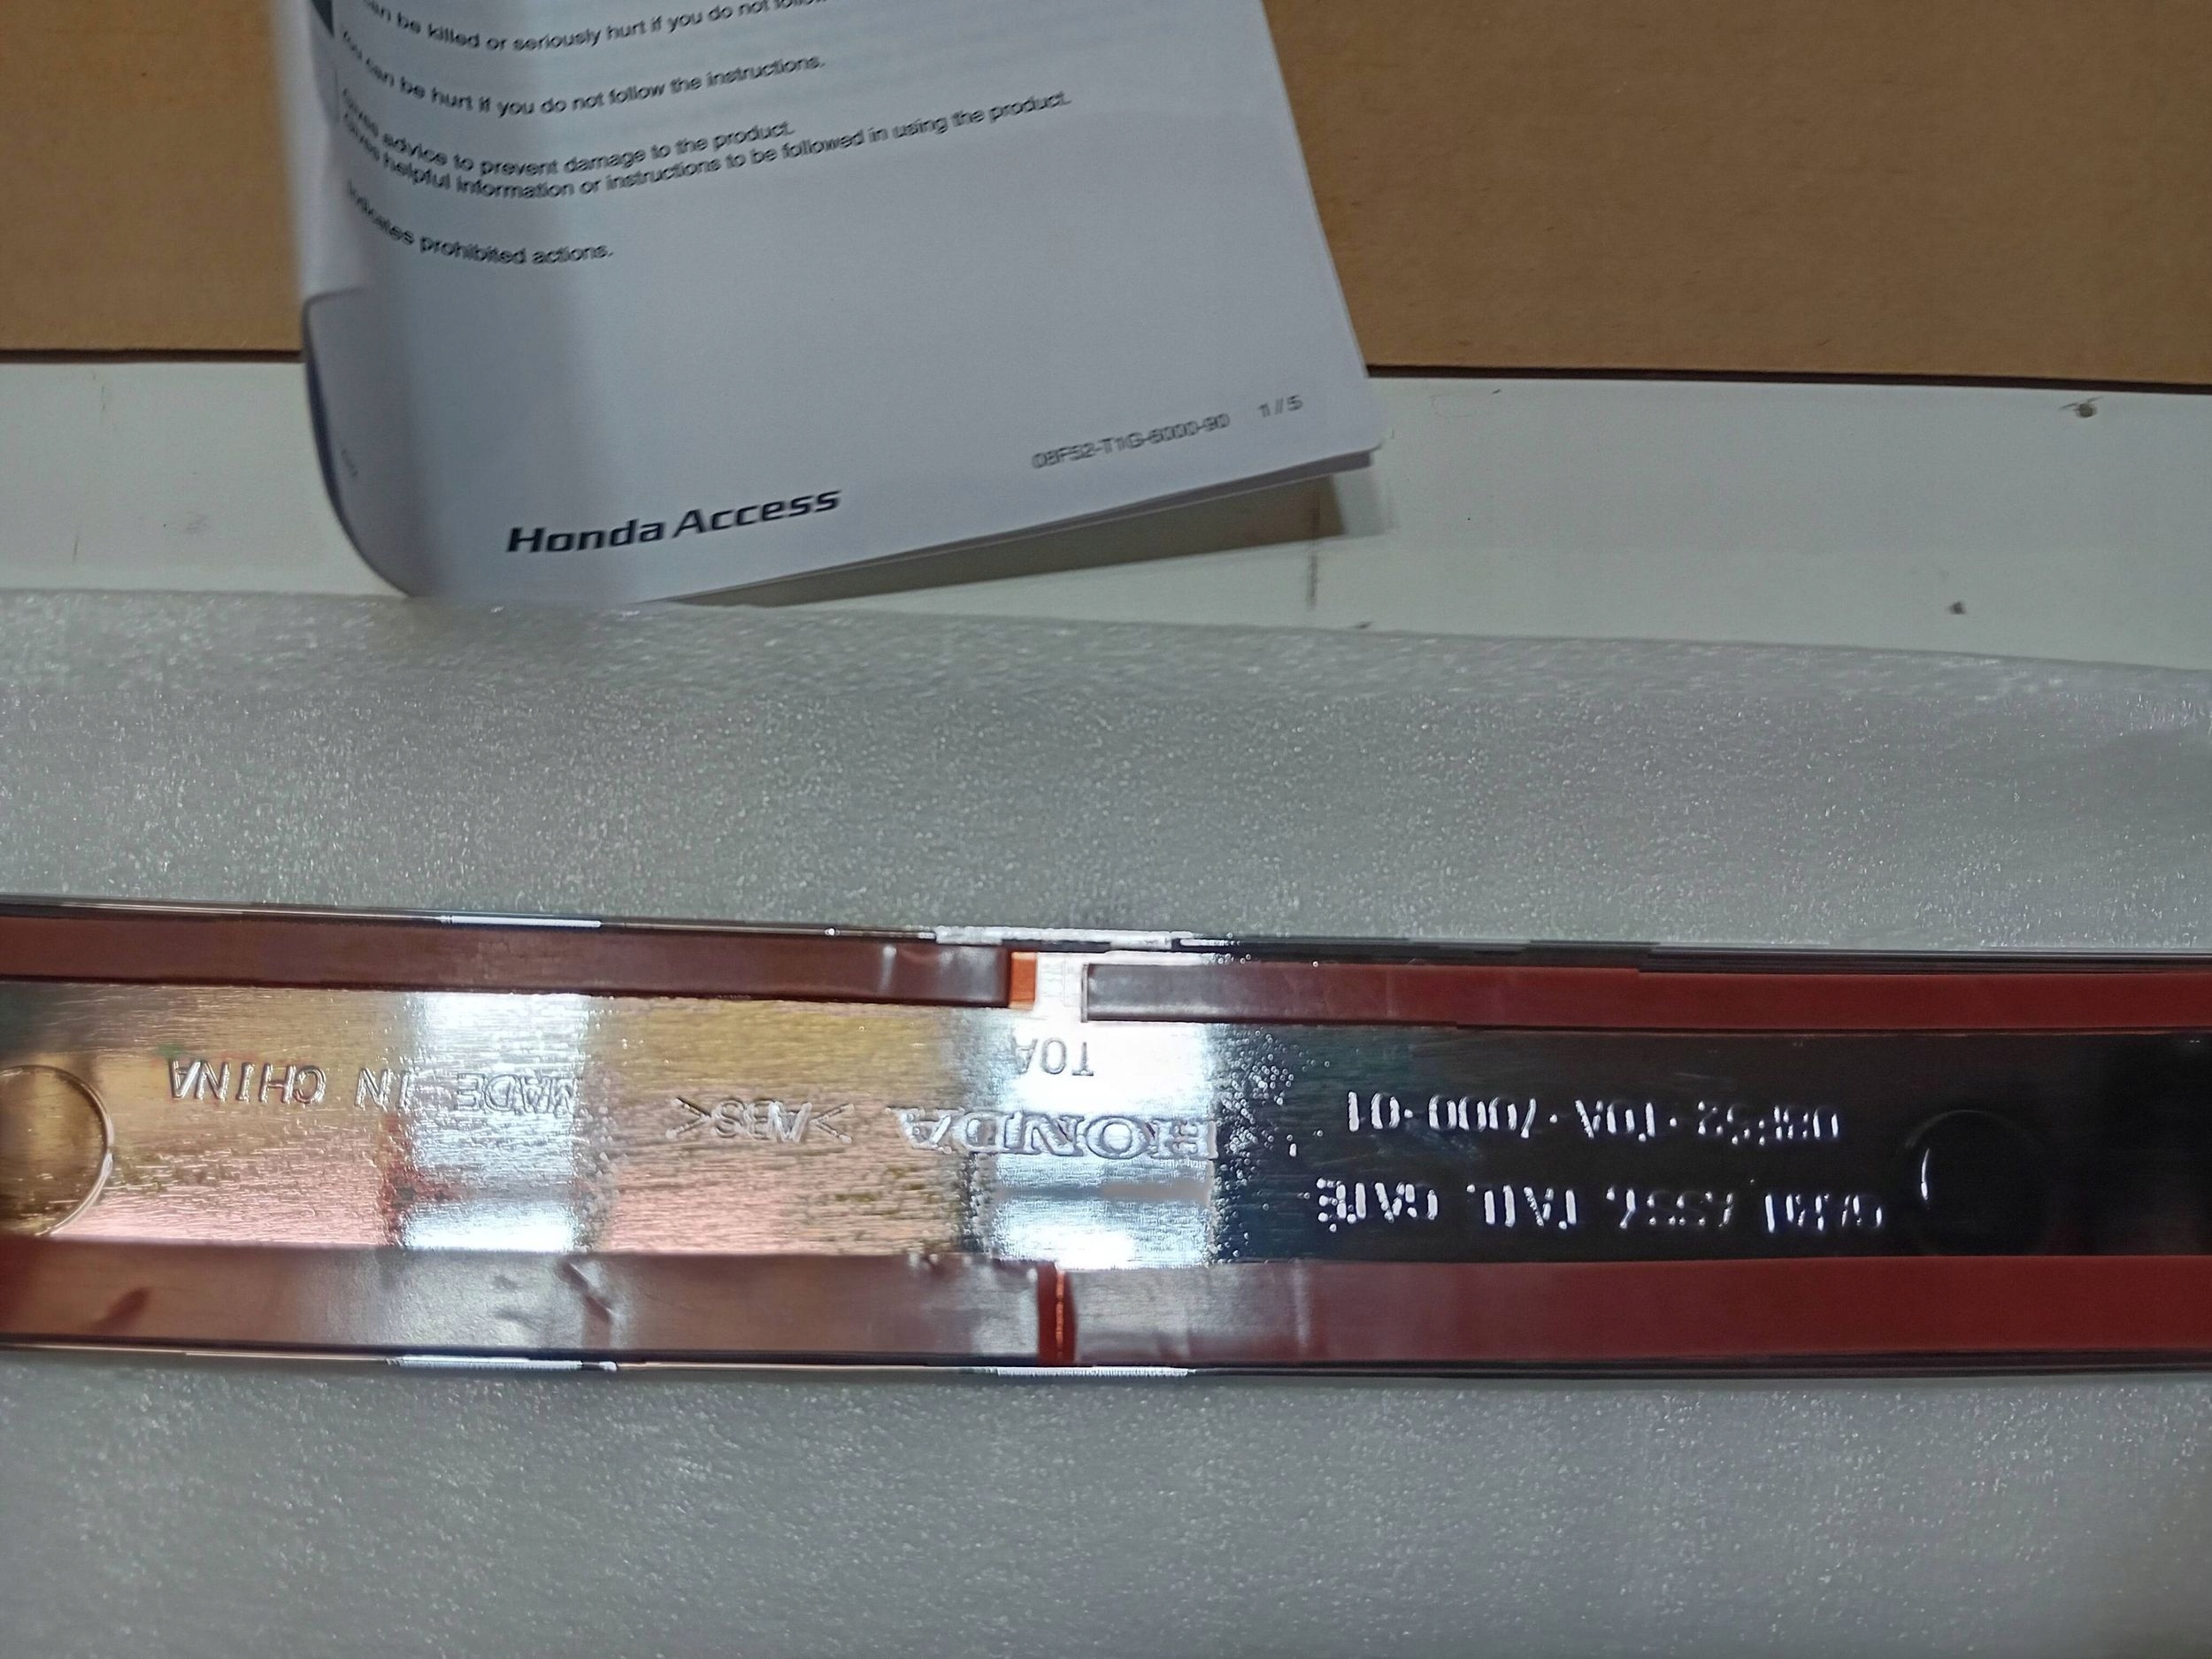 can be killed or seriously hurt if you do not
You can be hurt if you do not follow the instructions.
Gives advice to prevent damage to the product.
Gives helpful information or instructions to be followed in using the product.
Indicates prohibited actions.
08F52-T1G-6000-90 1 / 5
Honda Access
ASSY, TAIL GATE
08F52·T0A·7000·01
HONDA >ABS< MADE IN CHINA
T0A